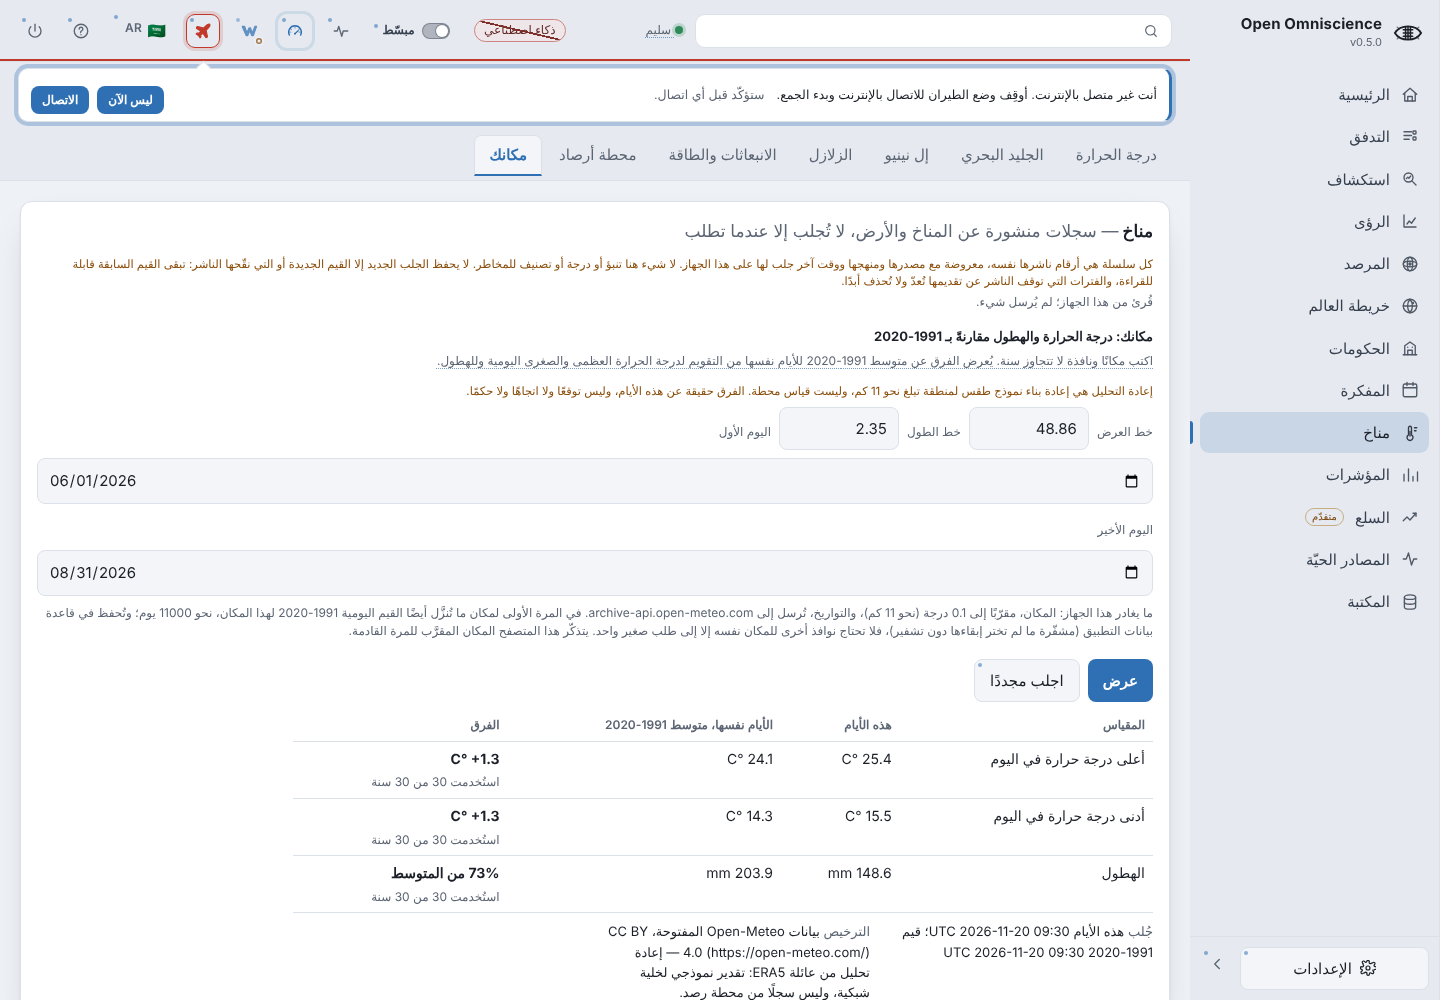 Open Omniscience
v0.5.0
سليم
ذكاء اصطناعي
مبسّط
W
AR
الرئيسية
التدفق
استكشاف
الرؤى
المرصد
خريطة العالم
الحكومات
المفكرة
مناخ
المؤشرات
السلع
متقدّم
المصادر الحيّة
المكتبة
الإعدادات
أنت غير متصل بالإنترنت. أوقِف وضع الطيران للاتصال بالإنترنت وبدء الجمع. ستؤكّد قبل أي اتصال.
ليس الآن
الاتصال
درجة الحرارة
الجليد البحري
إل نينيو
الزلازل
الانبعاثات والطاقة
محطة أرصاد
مكانك
مناخ — سجلات منشورة عن المناخ والأرض، لا تُجلب إلا عندما تطلب
كل سلسلة هي أرقام ناشرها نفسه، معروضة مع مصدرها ومنهجها ووقت آخر جلب لها على هذا الجهاز. لا شيء هنا تنبؤ أو درجة أو تصنيف للمخاطر. لا يحفظ الجلب الجديد إلا القيم الجديدة أو التي نقّحها الناشر: تبقى القيم السابقة قابلة
للقراءة، والفترات التي توقف الناشر عن تقديمها تُعدّ ولا تُحذف أبدًا.
قُرئ من هذا الجهاز؛ لم يُرسل شيء.
مكانك: درجة الحرارة والهطول مقارنةً بـ 1991-2020
اكتب مكانًا ونافذة لا تتجاوز سنة. يُعرض الفرق عن متوسط 1991-2020 للأيام نفسها من التقويم لدرجة الحرارة العظمى والصغرى اليومية وللهطول.
إعادة التحليل هي إعادة بناء نموذج طقس لمنطقة تبلغ نحو 11 كم، وليست قياس محطة. الفرق حقيقة عن هذه الأيام، وليس توقعًا ولا اتجاهًا ولا حكمًا.
خط العرض 48.86 خط الطول 2.35 اليوم الأول
06/01/2026
اليوم الأخير
08/31/2026
ما يغادر هذا الجهاز: المكان، مقرّبًا إلى 0.1 درجة (نحو 11 كم)، والتواريخ، تُرسل إلى archive-api.open-meteo.com. في المرة الأولى لمكان ما تُنزَّل أيضًا القيم اليومية 1991-2020 لهذا المكان، نحو 11000 يوم؛ وتُحفظ في قاعدة
بيانات التطبيق (مشفّرة ما لم تختر إبقاءها دون تشفير)، فلا تحتاج نوافذ أخرى للمكان نفسه إلا إلى طلب صغير واحد. يتذكّر هذا المتصفح المكان المقرَّب للمرة القادمة.
عرض
اجلب مجددًا
المقياس هذه الأيام الأيام نفسها، متوسط 1991-2020 الفرق
أعلى درجة حرارة في اليوم 25.4 °C 24.1 °C +1.3 °C
استُخدمت 30 من 30 سنة
أدنى درجة حرارة في اليوم 15.5 °C 14.3 °C +1.3 °C
استُخدمت 30 من 30 سنة
الهطول 148.6 mm 203.9 mm 73% من المتوسط
استُخدمت 30 من 30 سنة
جُلب هذه الأيام 2026-11-20 09:30 UTC؛ قيم
1991-2020 2026-11-20 09:30 UTC
الترخيص بيانات Open-Meteo المفتوحة، CC BY
4.0 (https://open-meteo.com/) — إعادة
تحليل من عائلة ERA5: تقدير نموذجي لخلية
شبكية، وليس سجلًا من محطة رصد.